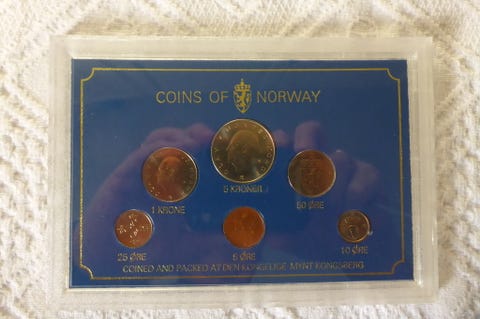 COINS OF NORWAY
1 KRONE
5 KRONER
50 ØRE
25 ØRE
5 ØRE
10 ØRE
COINED AND PACKED AT DEN KONGELIGE MYNT KONGSBERG